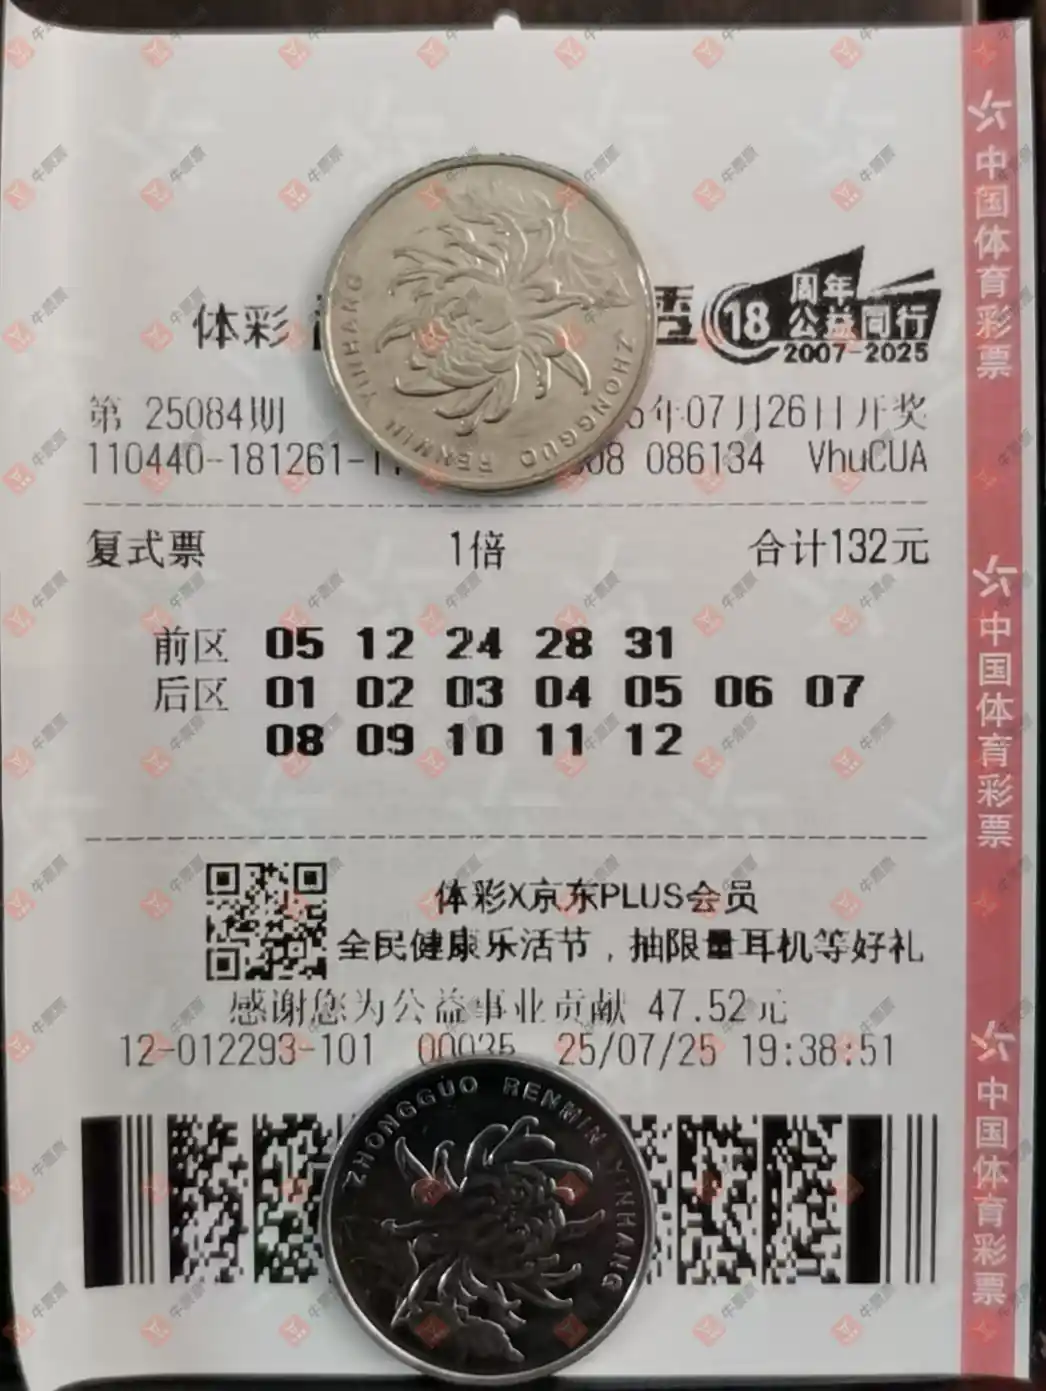 体彩
18 周年
公益同行
2007-2025
第 25084期 5年07月26日开奖
110440-181261-1 08 086134 VhuCUA
复式票 1倍 合计132元
前区 05 12 24 28 31
后区 01 02 03 04 05 06 07
08 09 10 11 12
体彩X京东PLUS会员
全民健康乐活节，抽限量耳机等好礼
感谢您为公益事业贡献 47.52元
12-012293-101 00035 25/07/25 19:38:51
中国体育彩票
中国体育彩票
中国体育彩票
ZHONGGUO RENMIN YINHANG
ZHONGGUO RENMIN YINHANG
牛票票